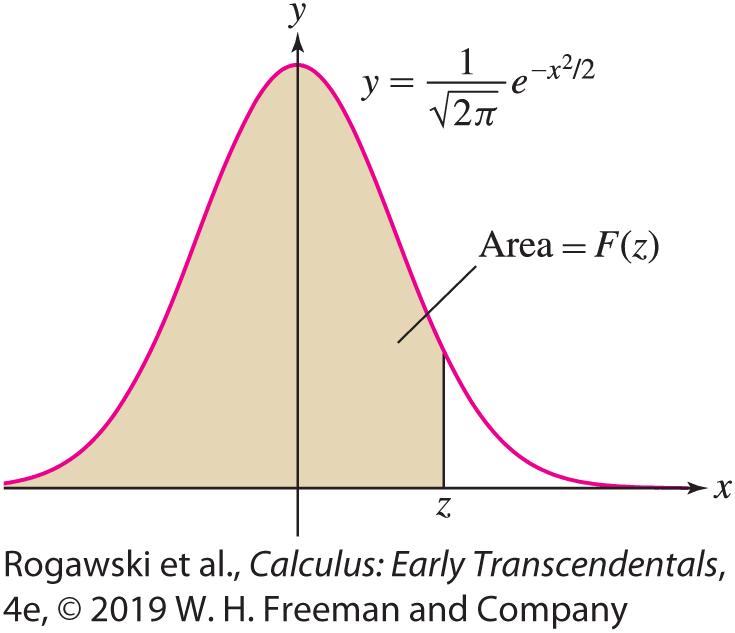 y
y = 1/√2π e^−x²/2
Area = F(z)
x
z
Rogawski et al., Calculus: Early Transcendentals,
4e, © 2019 W. H. Freeman and Company